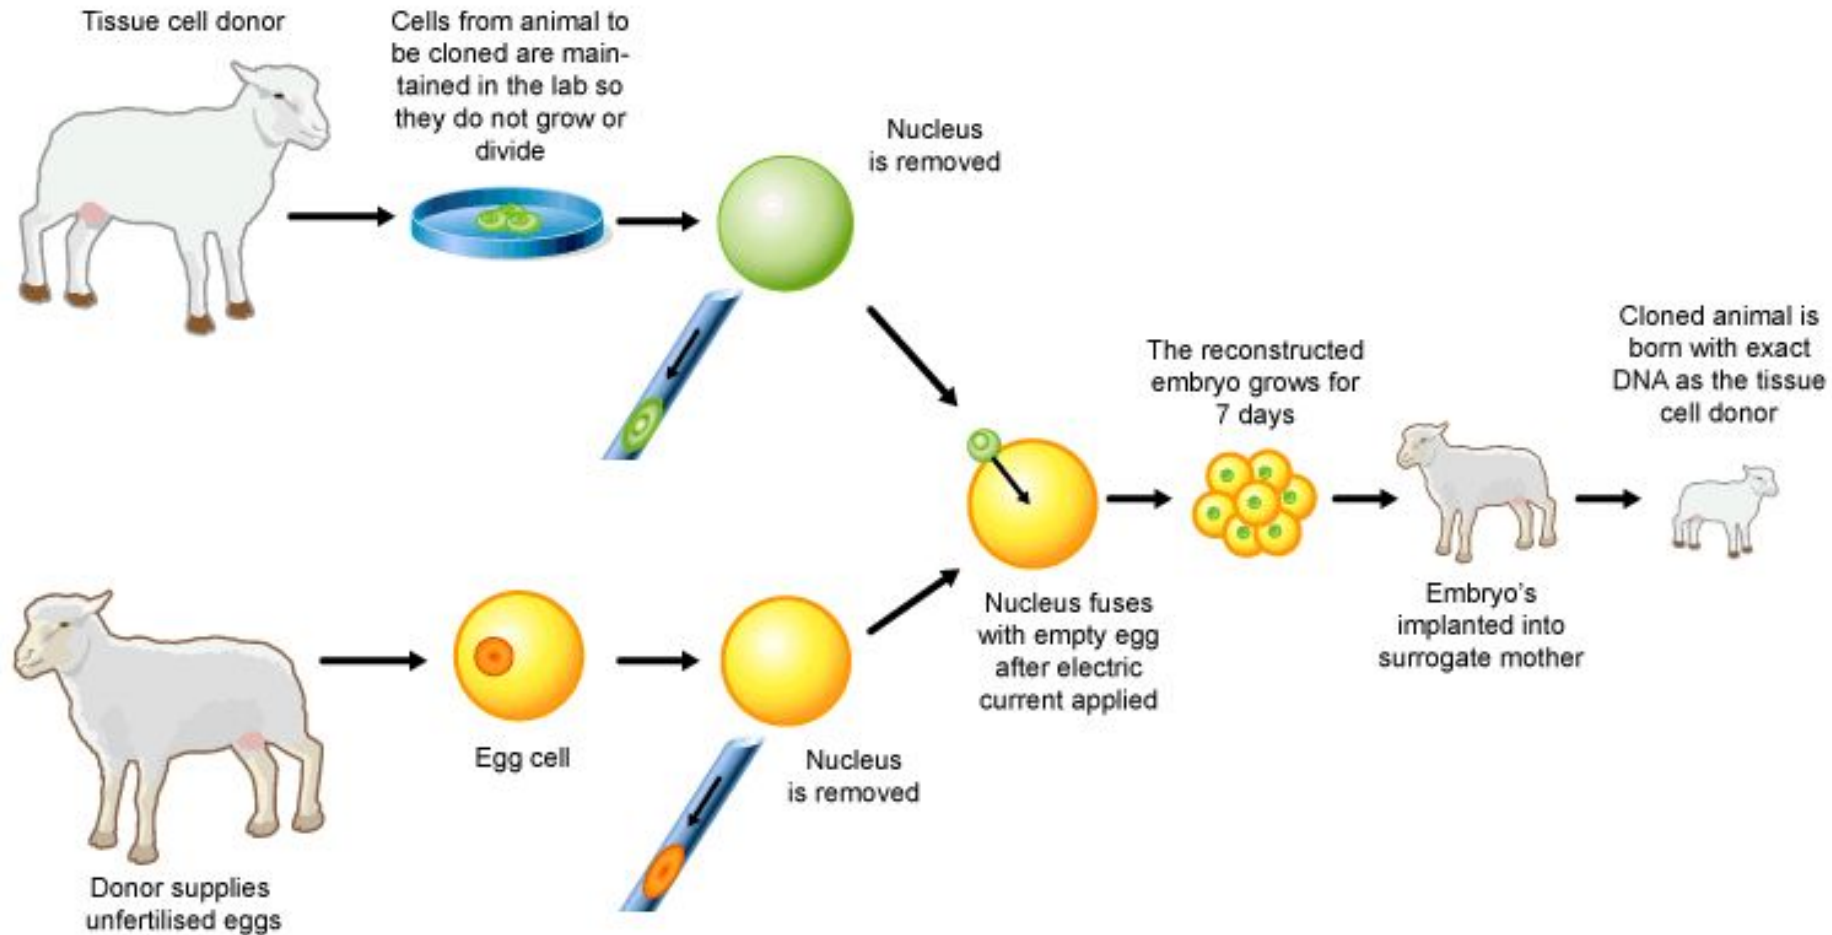 Tissue cell donor
Cells from animal to
be cloned are main-
tained in the lab so
they do not grow or
divide
Nucleus
is removed
Donor supplies
unfertilised eggs
Egg cell
Nucleus
is removed
Nucleus fuses
with empty egg
after electric
current applied
The reconstructed
embryo grows for
7 days
Embryo's
implanted into
surrogate mother
Cloned animal is
born with exact
DNA as the tissue
cell donor